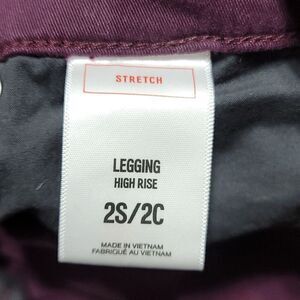 STRETCH
LEGGING
HIGH RISE
2S/2C
MADE IN VIETNAM
FABRIQUÉ AU VIETNAM